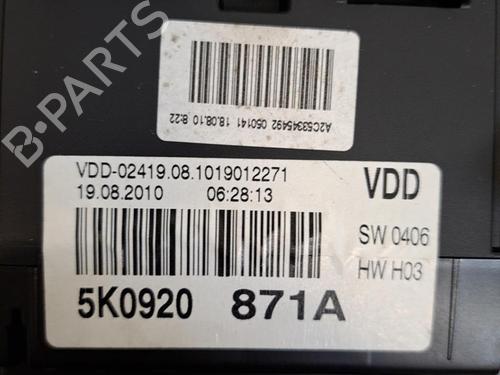 B-PARTS
A2C53345492 050141 18.08.10 8:22
VDD-02419.08.1019012271
19.08.2010 06:28:13
VDD
SW 0406
HW H03
5K0920 871A